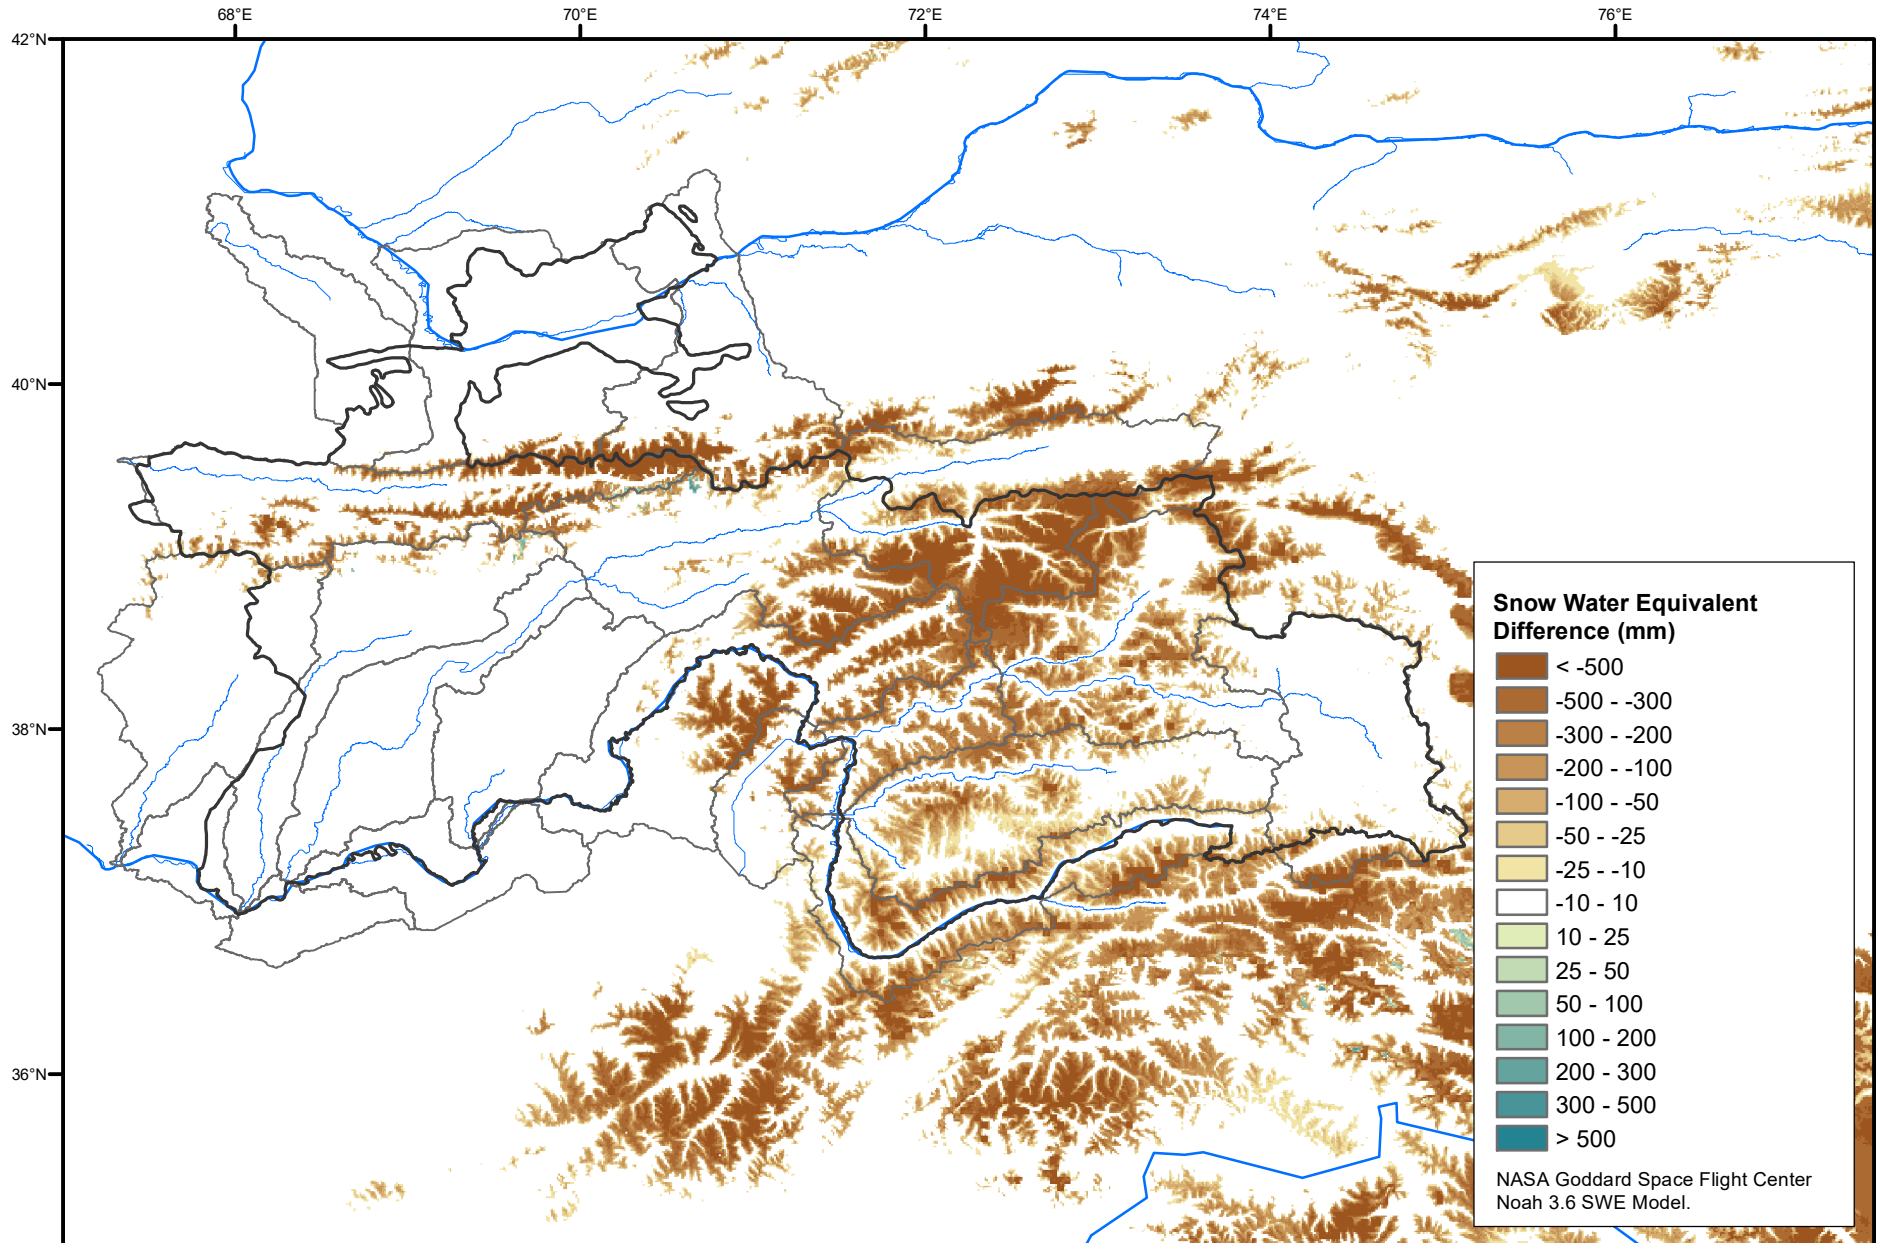 68°E
70°E
72°E
74°E
76°E
42°N
40°N
38°N
36°N
Snow Water Equivalent
Difference (mm)
< -500
-500 - -300
-300 - -200
-200 - -100
-100 - -50
-50 - -25
-25 - -10
-10 - 10
10 - 25
25 - 50
50 - 100
100 - 200
200 - 300
300 - 500
> 500
NASA Goddard Space Flight Center
Noah 3.6 SWE Model.